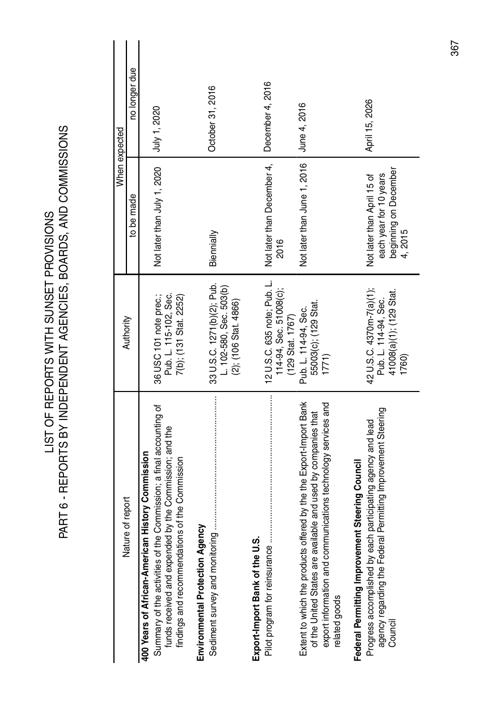 LIST OF REPORTS WITH SUNSET PROVISIONS
PART 6 - REPORTS BY INDEPENDENT AGENCIES, BOARDS, AND COMMISSIONS
Nature of report
Authority
When expected
to be made
no longer due
400 Years of African-American History Commission
Summary of the activities of the Commission; a final accounting of
funds received and expended by the Commission; and the
findings and recommendations of the Commission
36 USC 101 note prec.;
Pub. L. 115-102, Sec.
7(b); (131 Stat. 2252)
Not later than July 1, 2020
July 1, 2020
Environmental Protection Agency
Sediment survey and monitoring
33 U.S.C. 1271(b)(2); Pub.
L. 102-580, Sec. 503(b)
(2); (106 Stat. 4866)
Biennially
October 31, 2016
Export-Import Bank of the U.S.
Pilot program for reinsurance
12 U.S.C. 635 note; Pub. L.
114-94, Sec. 51008(c);
(129 Stat. 1767)
Not later than December 4,
2016
December 4, 2016
Extent to which the products offered by the the Export-Import Bank
of the United States are available and used by companies that
export information and communications technology services and
related goods
Pub. L. 114-94, Sec.
55003(c); (129 Stat.
1771)
Not later than June 1, 2016
June 4, 2016
Federal Permitting Improvement Steering Council
Progress accomplished by each participating agency and lead
agency regarding the Federal Permitting Improvement Steering
Council
42 U.S.C. 4370m-7(a)(1);
Pub. L. 114-94, Sec.
41008(a)(1); (129 Stat.
1760)
Not later than April 15 of
each year for 10 years
beginning on December
4, 2015
April 15, 2026
367